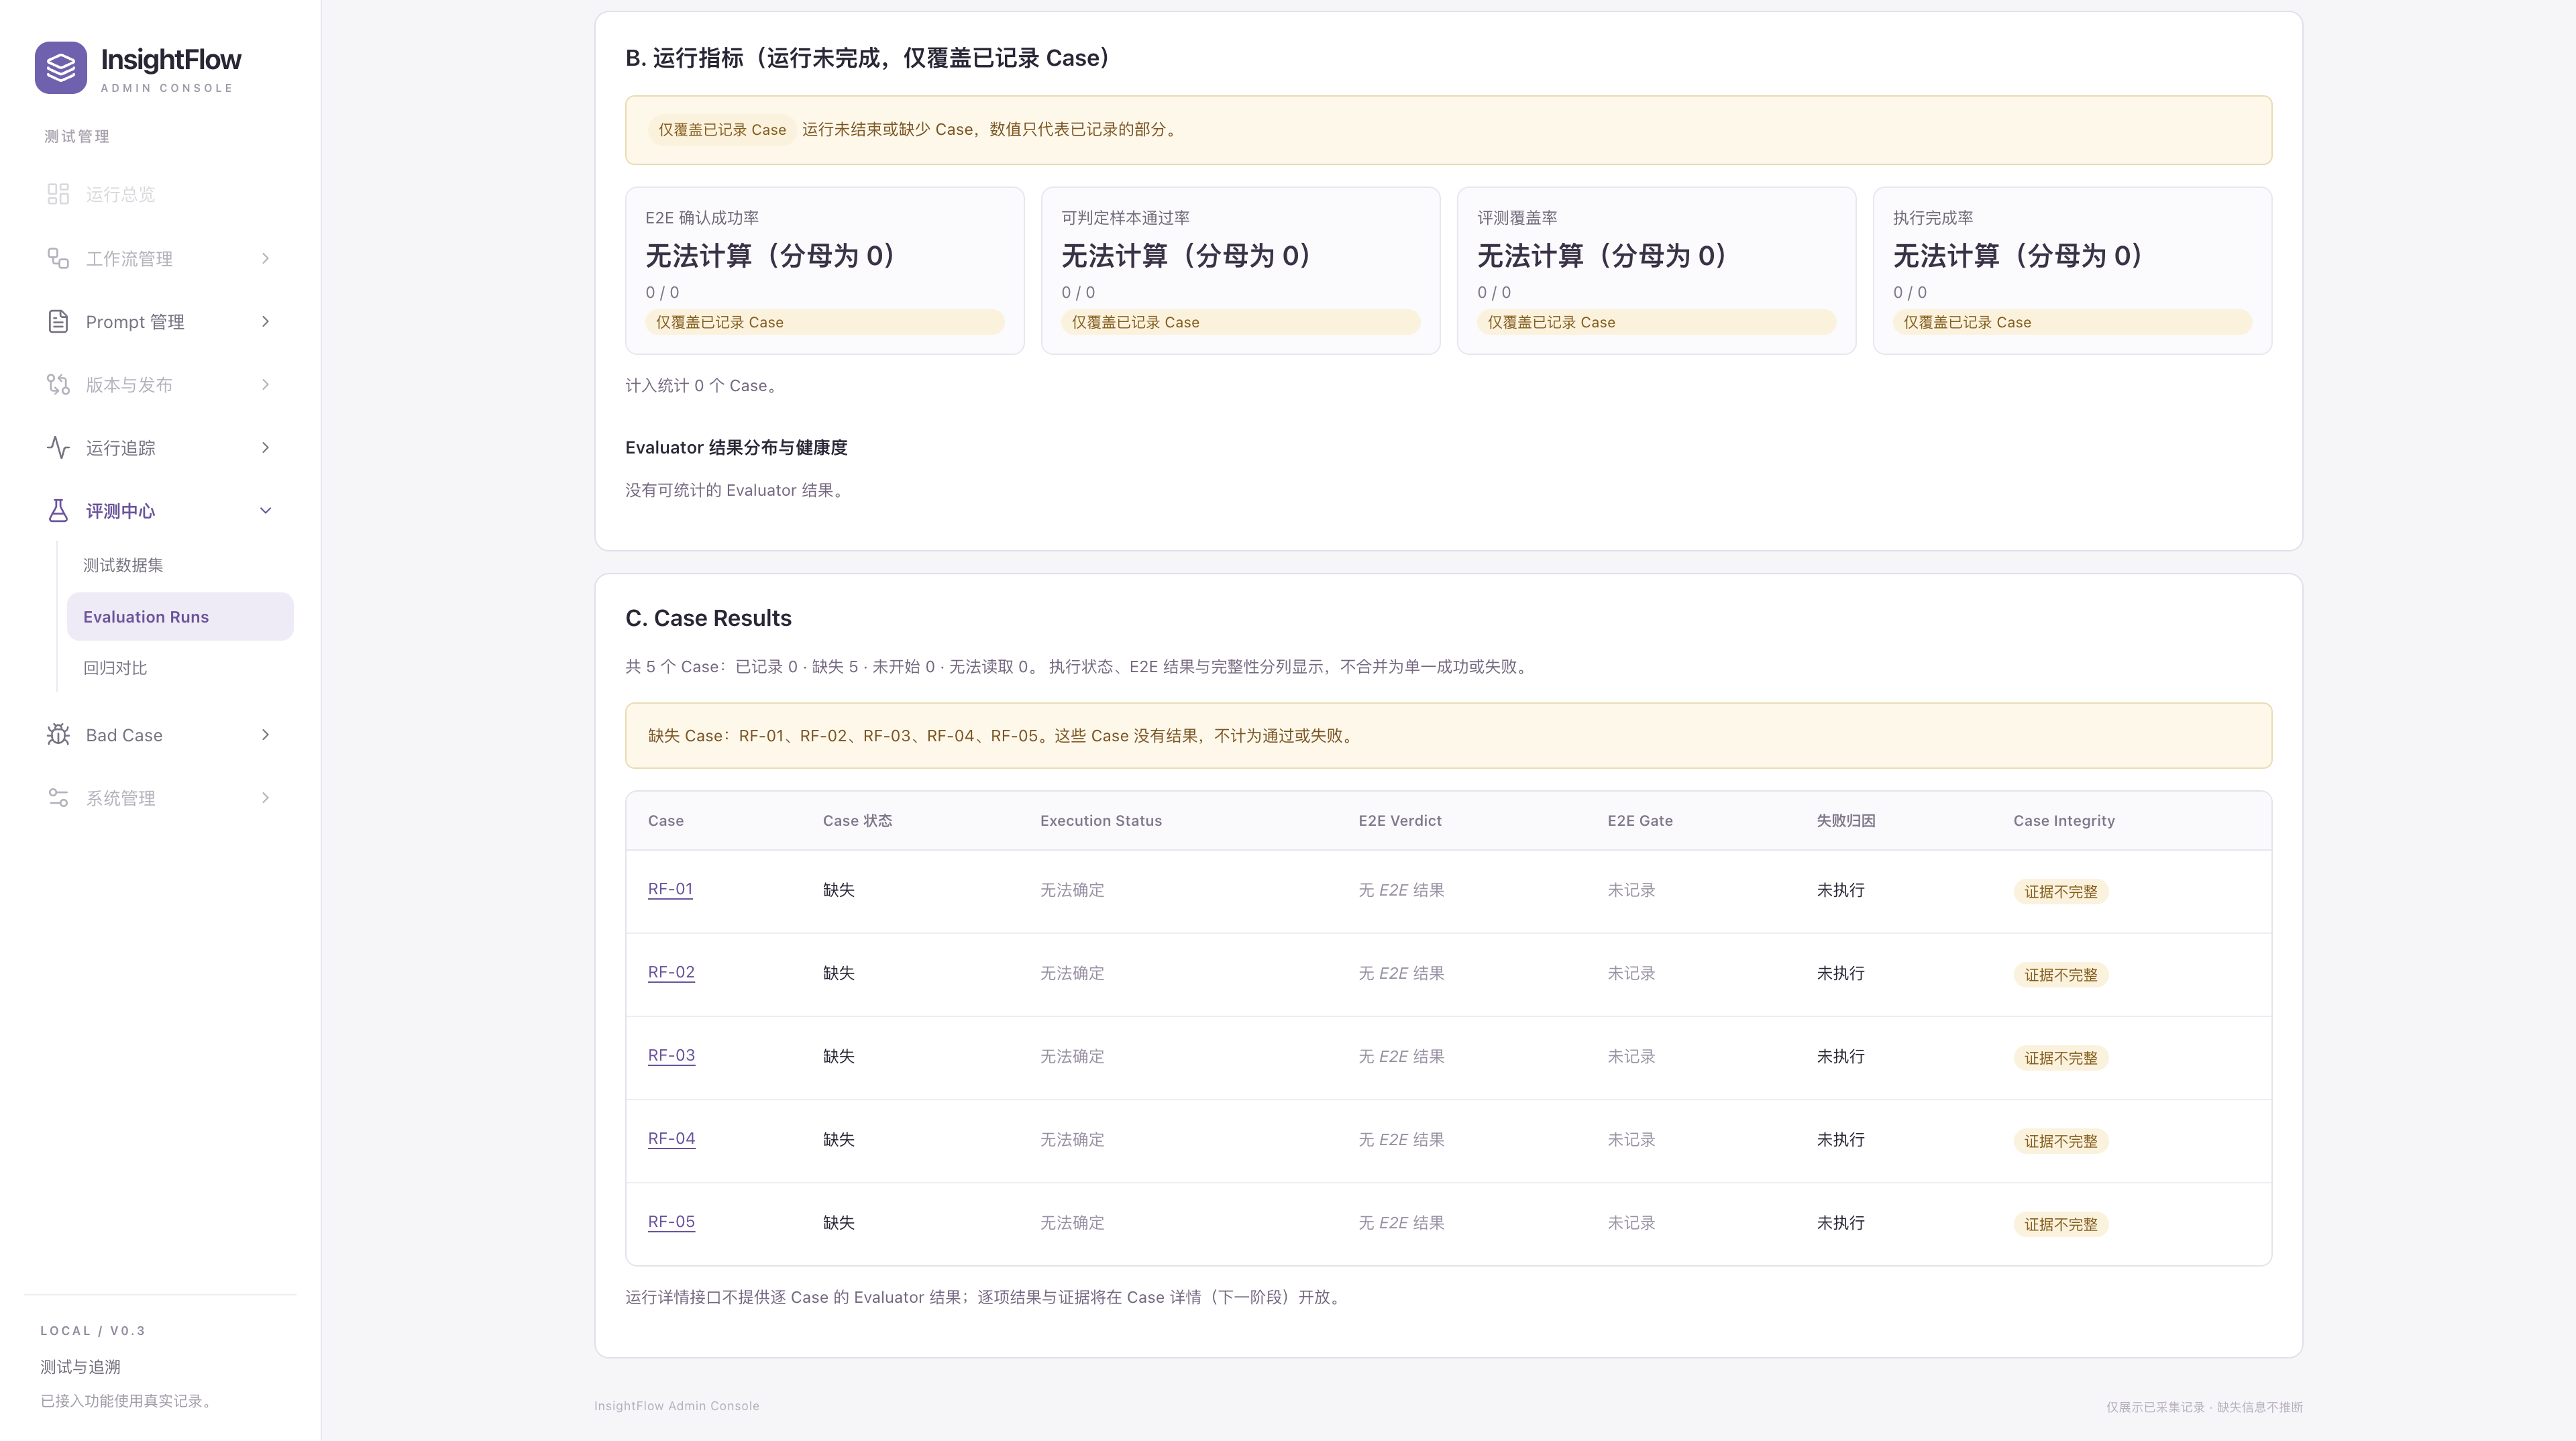 InsightFlow
ADMIN CONSOLE
测试管理
运行总览
工作流管理
Prompt 管理
版本与发布
运行追踪
评测中心
测试数据集
Evaluation Runs
回归对比
Bad Case
系统管理
LOCAL / V0.3
测试与追溯
已接入功能使用真实记录。
B. 运行指标（运行未完成，仅覆盖已记录 Case）
仅覆盖已记录 Case 运行未结束或缺少 Case，数值只代表已记录的部分。
E2E 确认成功率
无法计算（分母为 0）
0 / 0
仅覆盖已记录 Case
可判定样本通过率
无法计算（分母为 0）
0 / 0
仅覆盖已记录 Case
评测覆盖率
无法计算（分母为 0）
0 / 0
仅覆盖已记录 Case
执行完成率
无法计算（分母为 0）
0 / 0
仅覆盖已记录 Case
计入统计 0 个 Case。
Evaluator 结果分布与健康度
没有可统计的 Evaluator 结果。
C. Case Results
共 5 个 Case：已记录 0 · 缺失 5 · 未开始 0 · 无法读取 0。 执行状态、E2E 结果与完整性分列显示，不合并为单一成功或失败。
缺失 Case：RF-01、RF-02、RF-03、RF-04、RF-05。这些 Case 没有结果，不计为通过或失败。
Case Case 状态 Execution Status E2E Verdict E2E Gate 失败归因 Case Integrity
RF-01 缺失 无法确定 无 E2E 结果 未记录 未执行 证据不完整
RF-02 缺失 无法确定 无 E2E 结果 未记录 未执行 证据不完整
RF-03 缺失 无法确定 无 E2E 结果 未记录 未执行 证据不完整
RF-04 缺失 无法确定 无 E2E 结果 未记录 未执行 证据不完整
RF-05 缺失 无法确定 无 E2E 结果 未记录 未执行 证据不完整
运行详情接口不提供逐 Case 的 Evaluator 结果；逐项结果与证据将在 Case 详情（下一阶段）开放。
InsightFlow Admin Console
仅展示已采集记录 · 缺失信息不推断